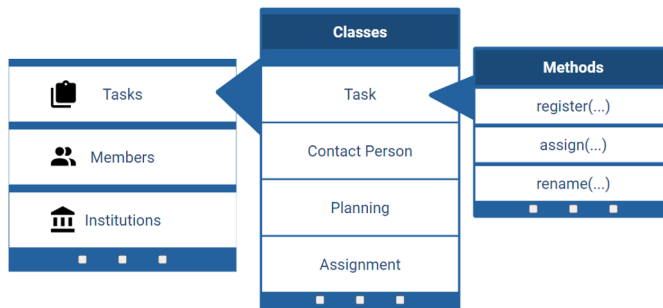 Tasks
Members
Institutions
Classes
Task
Contact Person
Planning
Assignment
Methods
register(...)
assign(...)
rename(...)